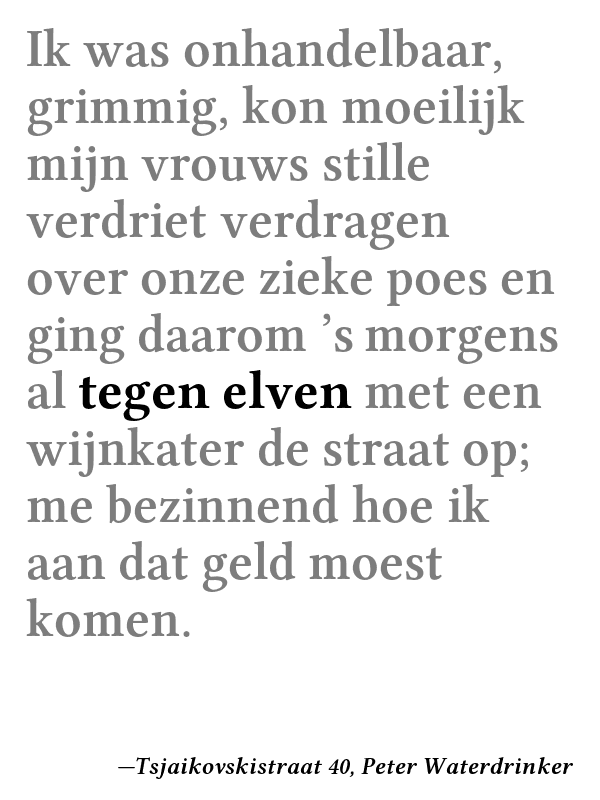 Ik was onhandelbaar,
grimmig, kon moeilijk
mijn vrouws stille
verdriet verdragen
over onze zieke poes en
ging daarom ’s morgens
al tegen elven met een
wijnkater de straat op;
me bezinnend hoe ik
aan dat geld moest
komen.
—Tsjaikovskistraat 40, Peter Waterdrinker